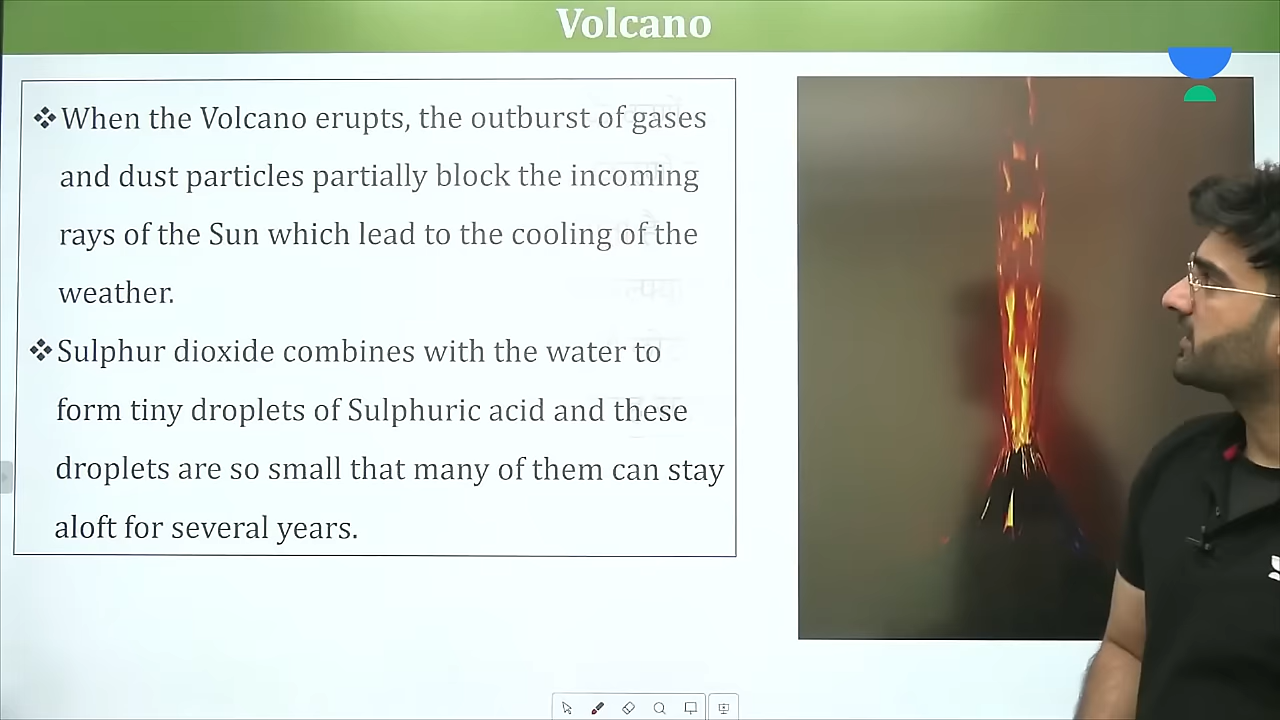 Volcano
❖When the Volcano erupts, the outburst of gases
and dust particles partially block the incoming
rays of the Sun which lead to the cooling of the
weather.
❖Sulphur dioxide combines with the water to
form tiny droplets of Sulphuric acid and these
droplets are so small that many of them can stay
aloft for several years.